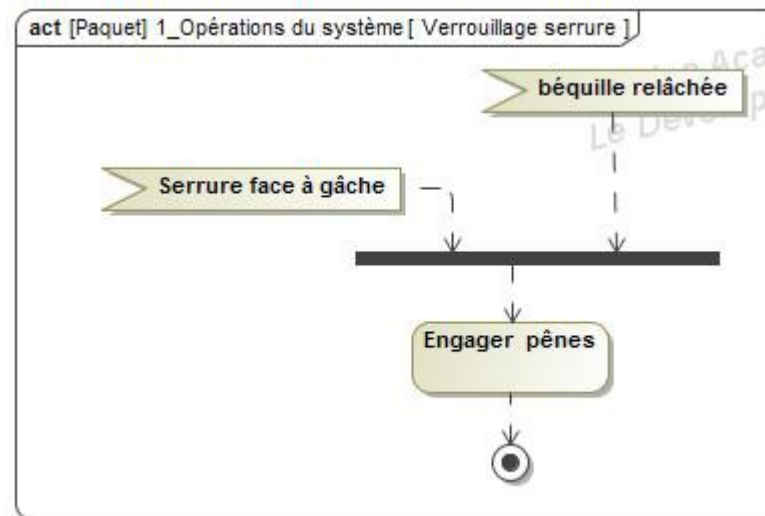 act [Paquet] 1_Opérations du système [ Verrouillage serrure ]
béquille relâchée
Serrure face à gâche
Engager pênes